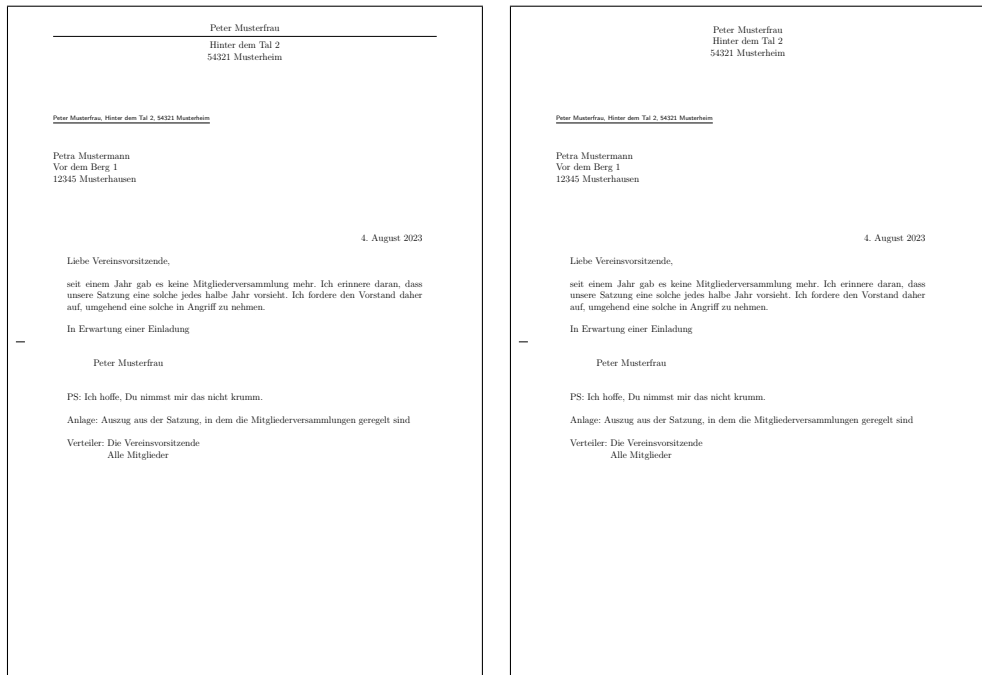 Peter Musterfrau
Hinter dem Tal 2
54321 Musterheim
Peter Musterfrau, Hinter dem Tal 2, 54321 Musterheim
Petra Mustermann
Vor dem Berg 1
12345 Musterhausen
4. August 2023
Liebe Vereinsvorsitzende,
seit einem Jahr gab es keine Mitgliederversammlung mehr. Ich erinnere daran, dass
unsere Satzung eine solche jedes halbe Jahr vorsieht. Ich fordere den Vorstand daher
auf, umgehend eine solche in Angriff zu nehmen.
In Erwartung einer Einladung
Peter Musterfrau
PS: Ich hoffe, Du nimmst mir das nicht krumm.
Anlage: Auszug aus der Satzung, in dem die Mitgliederversammlungen geregelt sind
Verteiler: Die Vereinsvorsitzende
Alle Mitglieder
Peter Musterfrau
Hinter dem Tal 2
54321 Musterheim
Peter Musterfrau, Hinter dem Tal 2, 54321 Musterheim
Petra Mustermann
Vor dem Berg 1
12345 Musterhausen
4. August 2023
Liebe Vereinsvorsitzende,
seit einem Jahr gab es keine Mitgliederversammlung mehr. Ich erinnere daran, dass
unsere Satzung eine solche jedes halbe Jahr vorsieht. Ich fordere den Vorstand daher
auf, umgehend eine solche in Angriff zu nehmen.
In Erwartung einer Einladung
Peter Musterfrau
PS: Ich hoffe, Du nimmst mir das nicht krumm.
Anlage: Auszug aus der Satzung, in dem die Mitgliederversammlungen geregelt sind
Verteiler: Die Vereinsvorsitzende
Alle Mitglieder